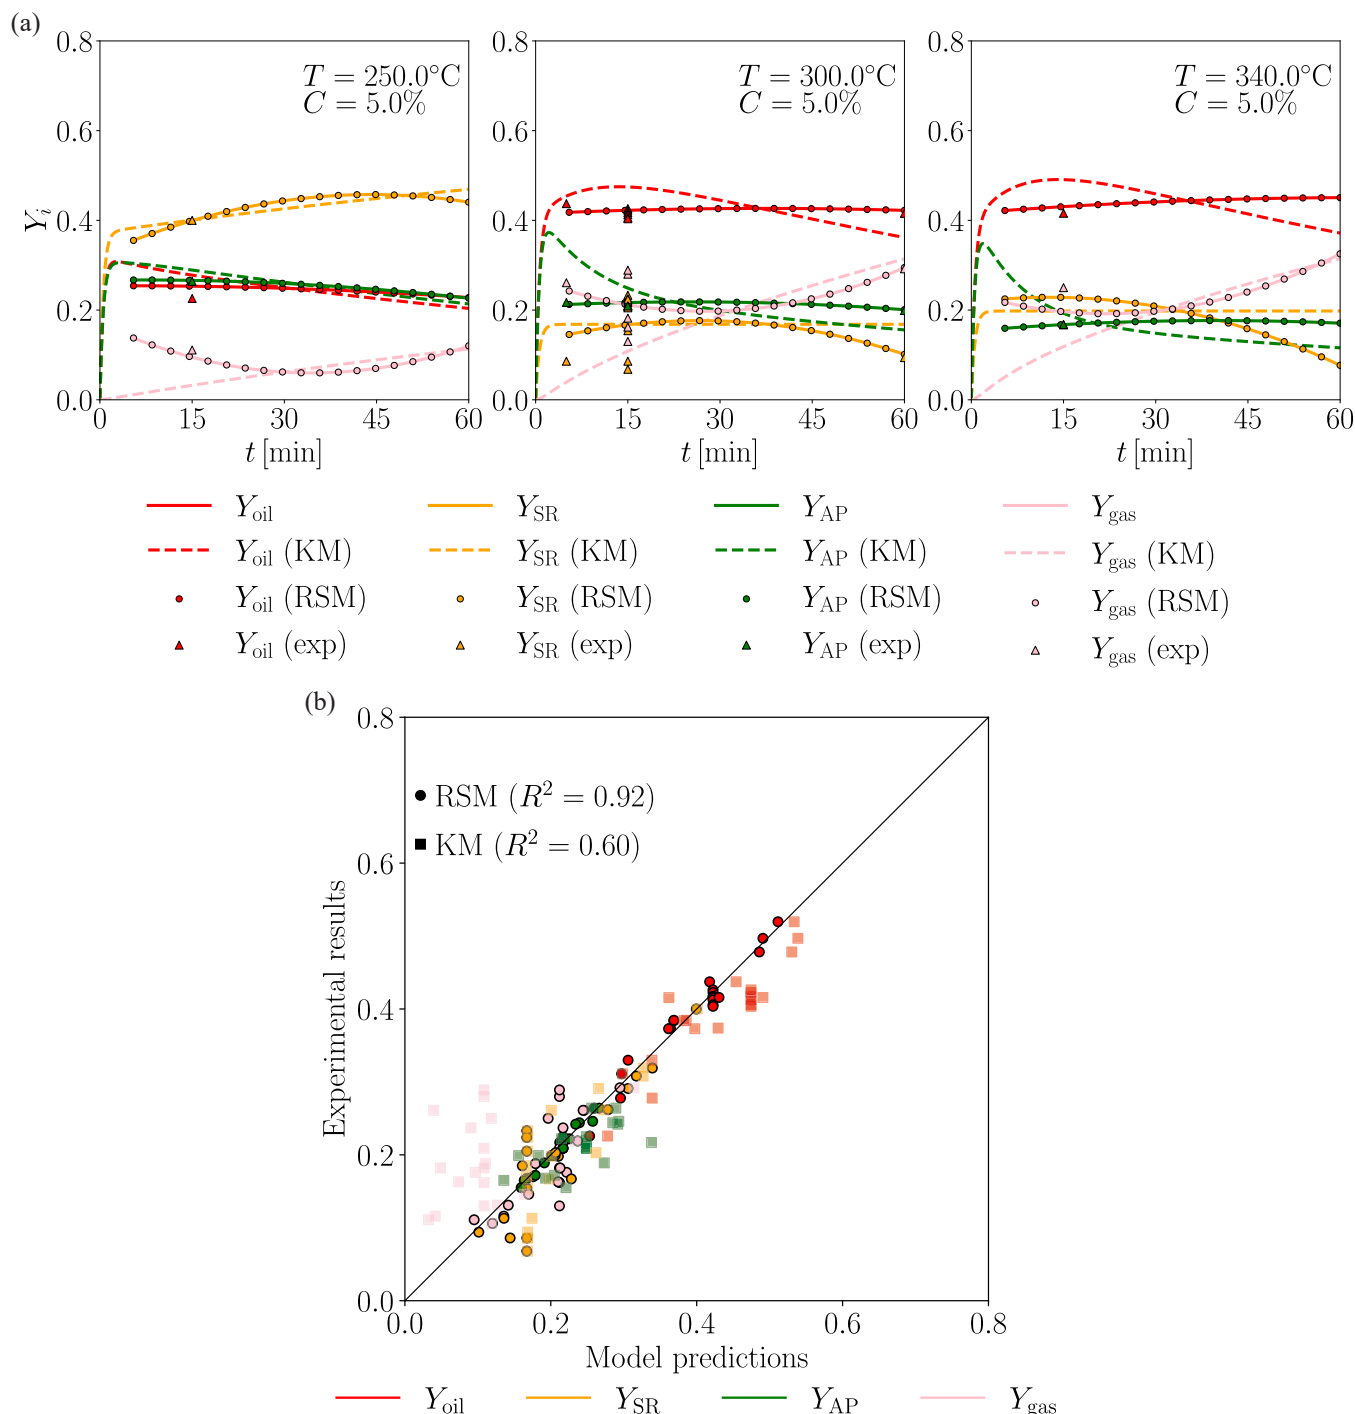 (a)
0.8
0.6
0.4
0.2
0.0
Y_i
T = 250.0°C
C = 5.0%
0 15 30 45 60
t [min]
0.8
0.6
0.4
0.2
0.0
T = 300.0°C
C = 5.0%
0 15 30 45 60
t [min]
0.8
0.6
0.4
0.2
0.0
T = 340.0°C
C = 5.0%
0 15 30 45 60
t [min]
Y_oil Y_SR Y_AP Y_gas
Y_oil (KM) Y_SR (KM) Y_AP (KM) Y_gas (KM)
Y_oil (RSM) Y_SR (RSM) Y_AP (RSM) Y_gas (RSM)
Y_oil (exp) Y_SR (exp) Y_AP (exp) Y_gas (exp)
(b)
0.8
0.6
0.4
0.2
0.0
Experimental results
RSM (R² = 0.92)
KM (R² = 0.60)
0.0 0.2 0.4 0.6 0.8
Model predictions
Y_oil Y_SR Y_AP Y_gas